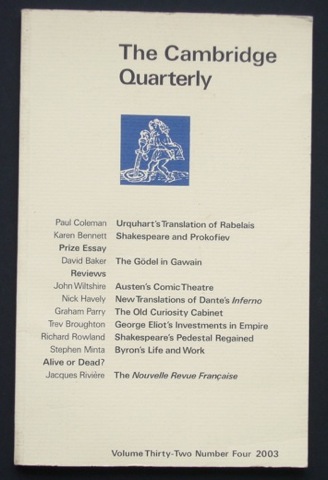 The Cambridge
Quarterly
Paul Coleman Urquhart's Translation of Rabelais
Karen Bennett Shakespeare and Prokofiev
Prize Essay
David Baker The Gödel in Gawain
Reviews
John Wiltshire Austen's Comic Theatre
Nick Havely New Translations of Dante's Inferno
Graham Parry The Old Curiosity Cabinet
Trev Broughton George Eliot's Investments in Empire
Richard Rowland Shakespeare's Pedestal Regained
Stephen Minta Byron's Life and Work
Alive or Dead?
Jacques Rivière The Nouvelle Revue Française
Volume Thirty-Two Number Four 2003